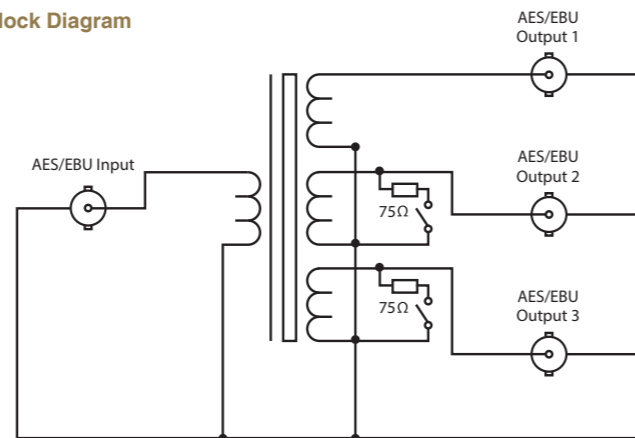 lock Diagram
AES/EBU
Output 1
AES/EBU Input
AES/EBU
Output 2
75Ω
AES/EBU
Output 3
75Ω